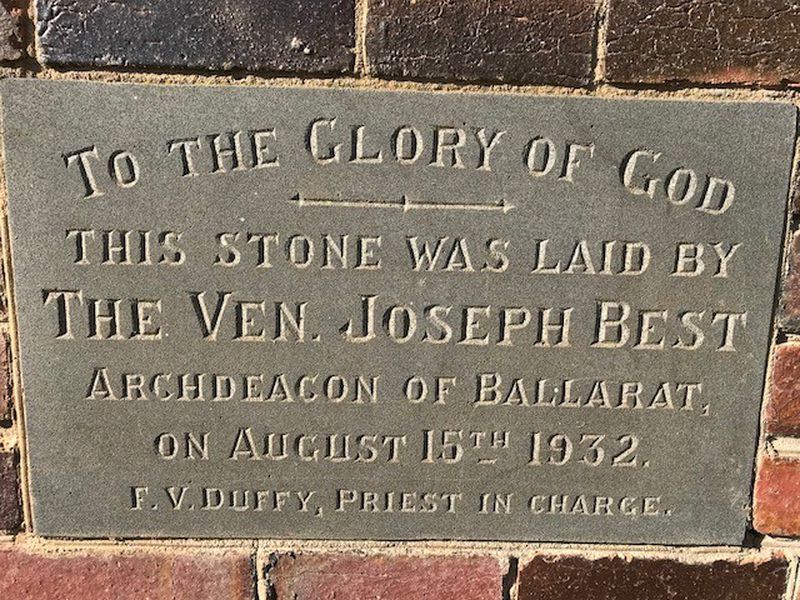 To THE GLORY OF GOD
THIS STONE WAS LAID BY
THE VEN. JOSEPH BEST
ARCHDEACON OF BALLARAT,
ON AUGUST 15TH 1932.
F. V. DUFFY, PRIEST IN CHARGE.